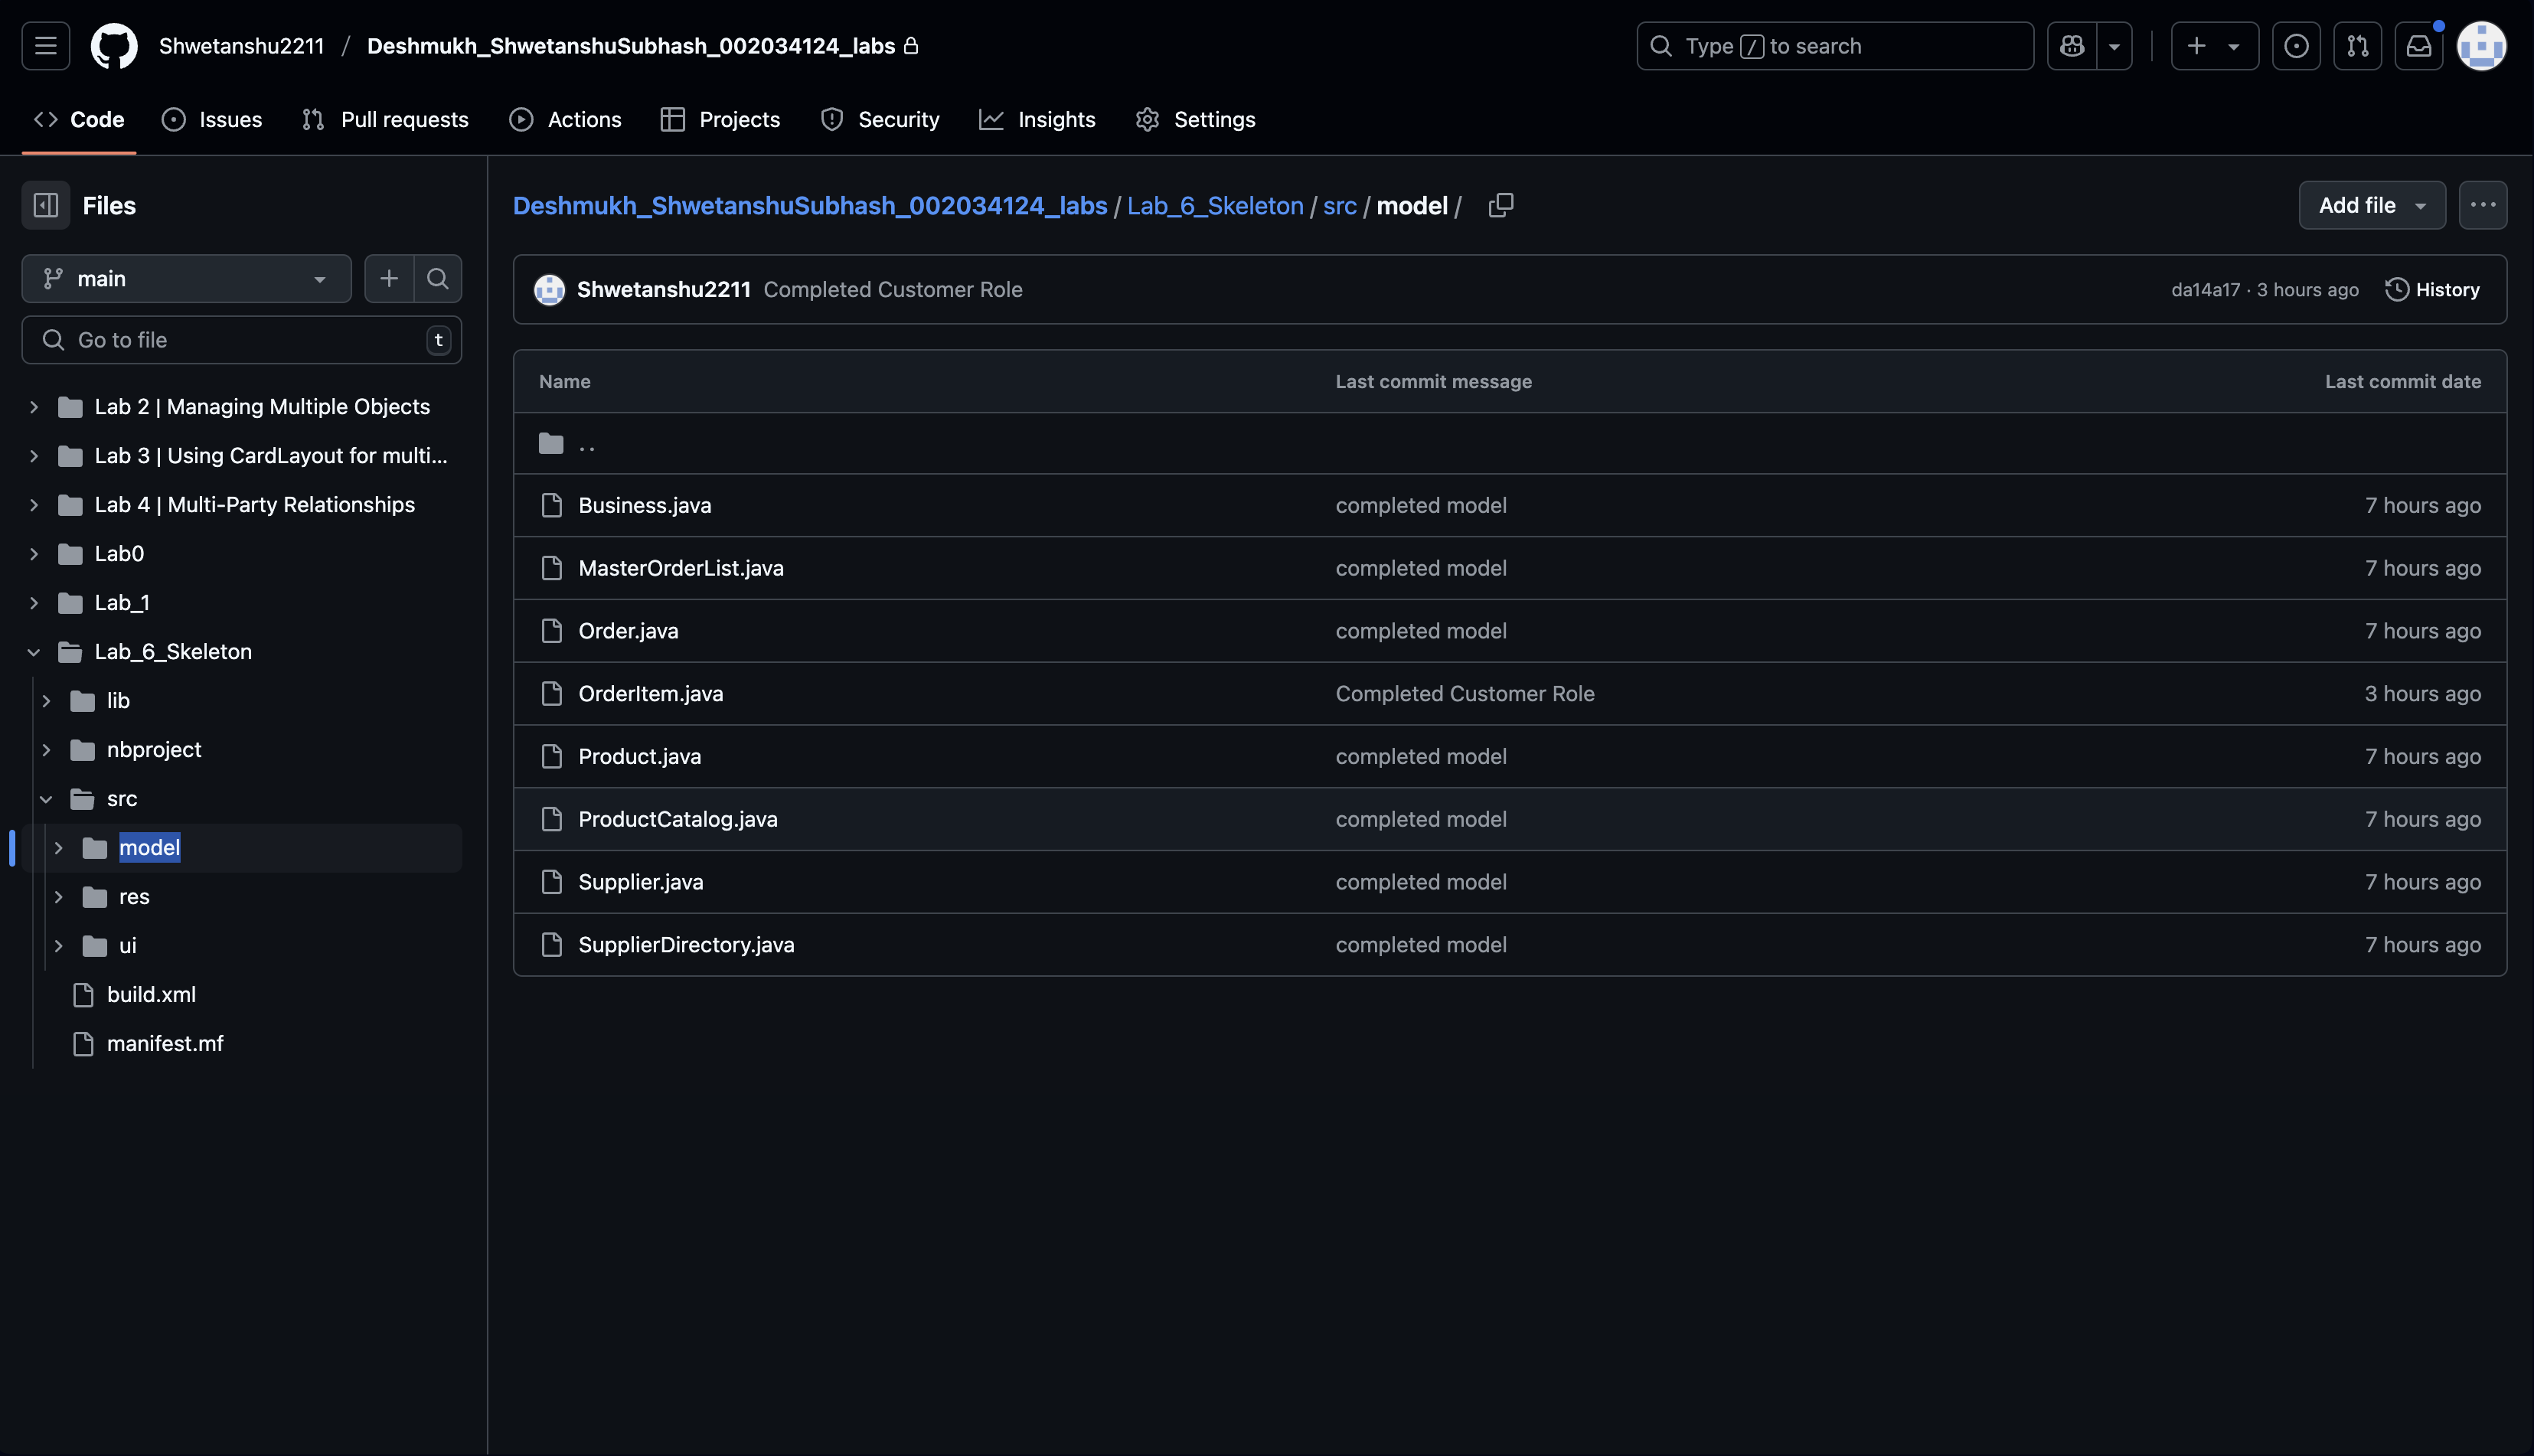 Shwetanshu2211 / Deshmukh_ShwetanshuSubhash_002034124_labs
Type / to search
Code Issues Pull requests Actions Projects Security Insights Settings
Files
main
Go to file t
Lab 2 | Managing Multiple Objects
Lab 3 | Using CardLayout for multi...
Lab 4 | Multi-Party Relationships
Lab0
Lab_1
Lab_6_Skeleton
lib
nbproject
src
model
res
ui
build.xml
manifest.mf
Deshmukh_ShwetanshuSubhash_002034124_labs / Lab_6_Skeleton / src / model /
Add file
Shwetanshu2211 Completed Customer Role da14a17 · 3 hours ago History
Name Last commit message Last commit date
..
Business.java completed model 7 hours ago
MasterOrderList.java completed model 7 hours ago
Order.java completed model 7 hours ago
OrderItem.java Completed Customer Role 3 hours ago
Product.java completed model 7 hours ago
ProductCatalog.java completed model 7 hours ago
Supplier.java completed model 7 hours ago
SupplierDirectory.java completed model 7 hours ago